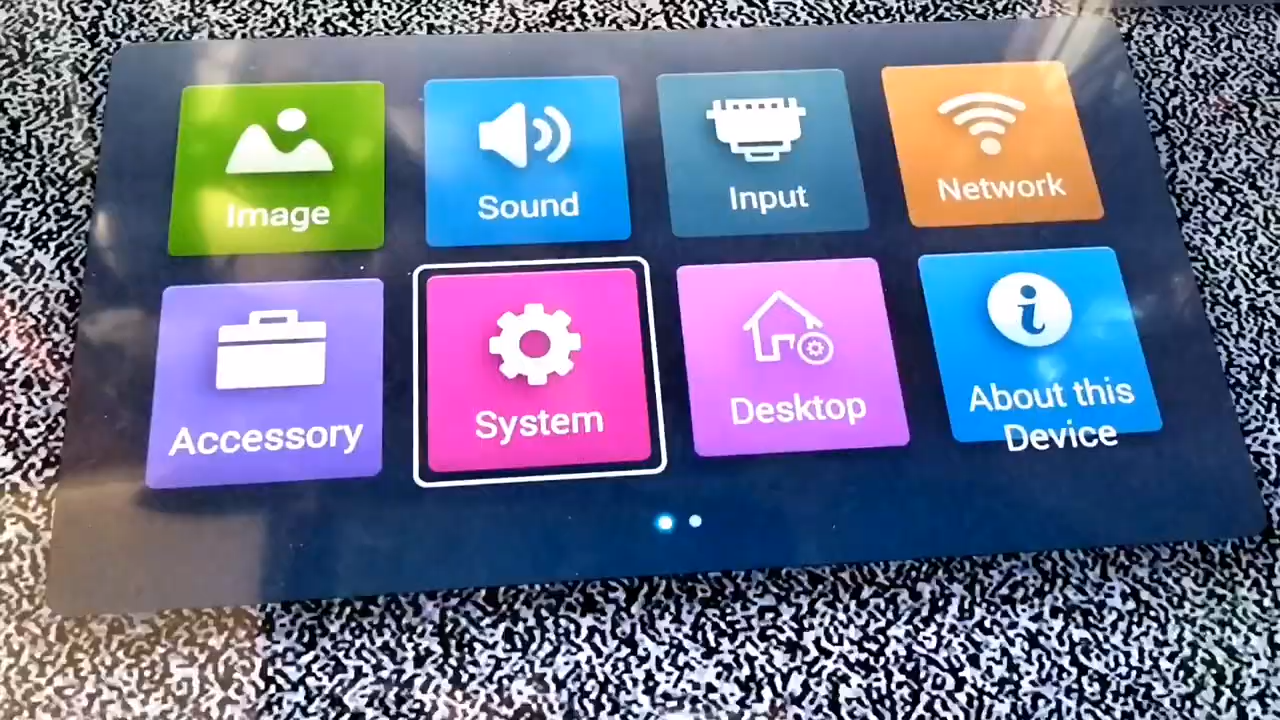 Image
Sound
Input
Network
Accessory
System
Desktop
About this
Device